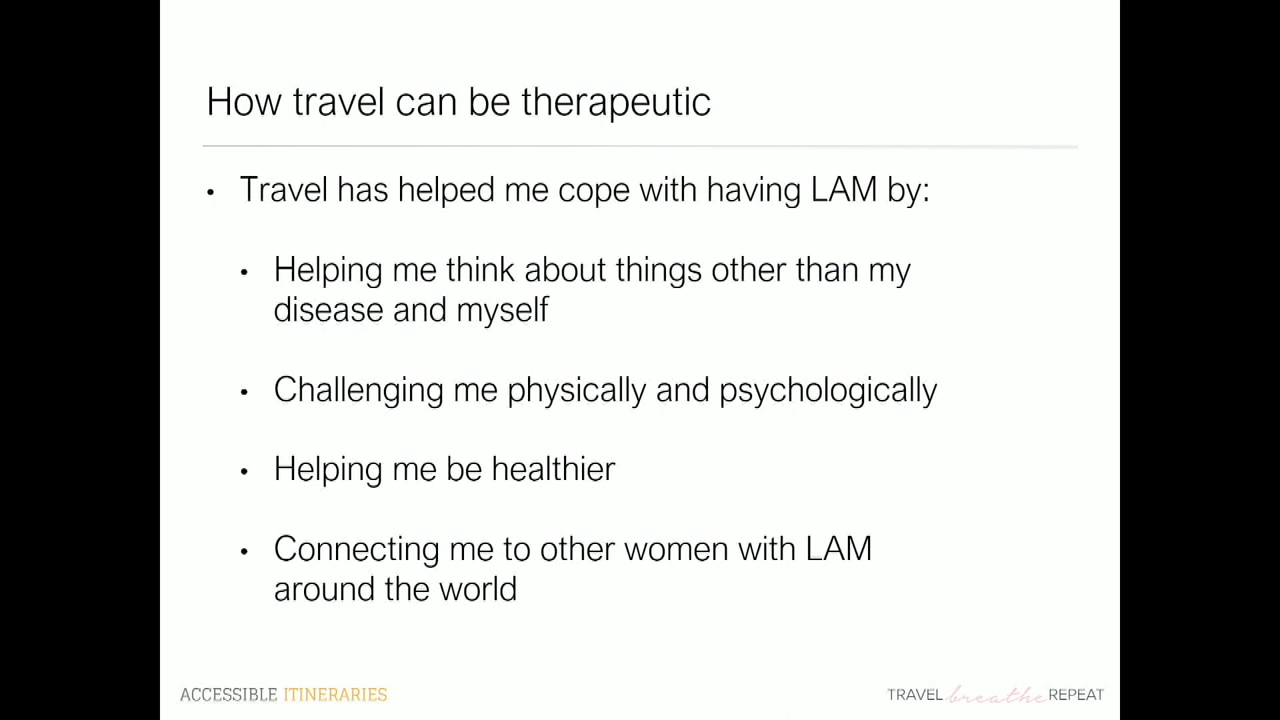 How travel can be therapeutic
• Travel has helped me cope with having LAM by:
• Helping me think about things other than my
disease and myself
• Challenging me physically and psychologically
• Helping me be healthier
• Connecting me to other women with LAM
around the world
ACCESSIBLE ITINERARIES
TRAVEL breathe REPEAT